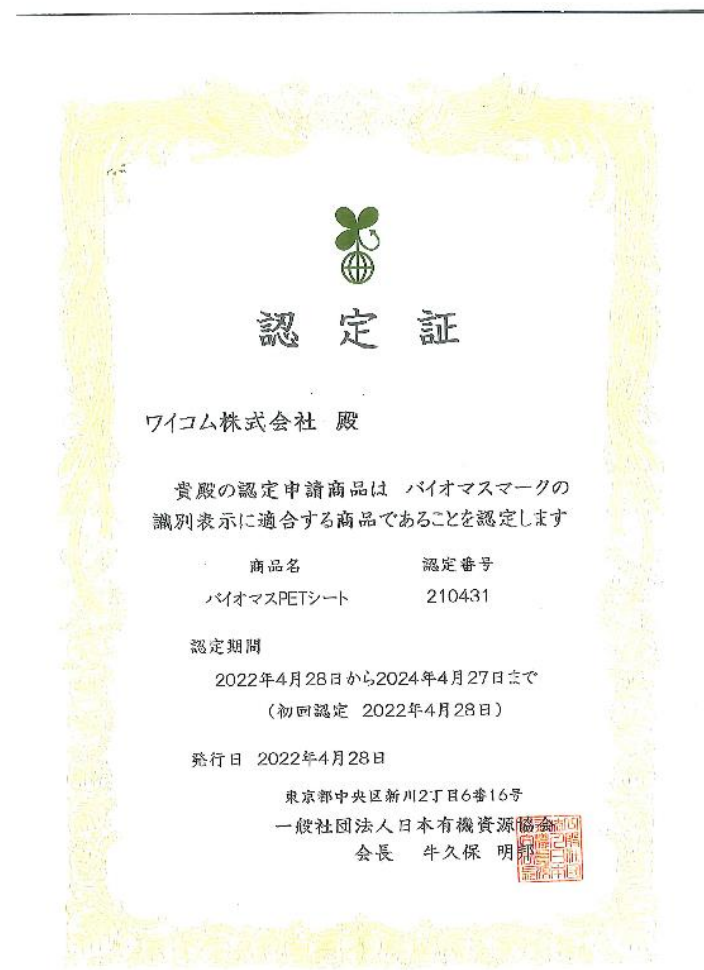 認定証
ワイコム株式会社 殿
貴殿の認定申請商品は バイオマスマークの
識別表示に適合する商品であることを認定します
商品名 認定番号
バイオマスPETシート 210431
認定期間
2022年4月28日から2024年4月27日まで
(初回認定 2022年4月28日)
発行日 2022年4月28日
東京都中央区新川2丁目6番16号
一般社団法人日本有機資源協会
会長 牛久保 明邦